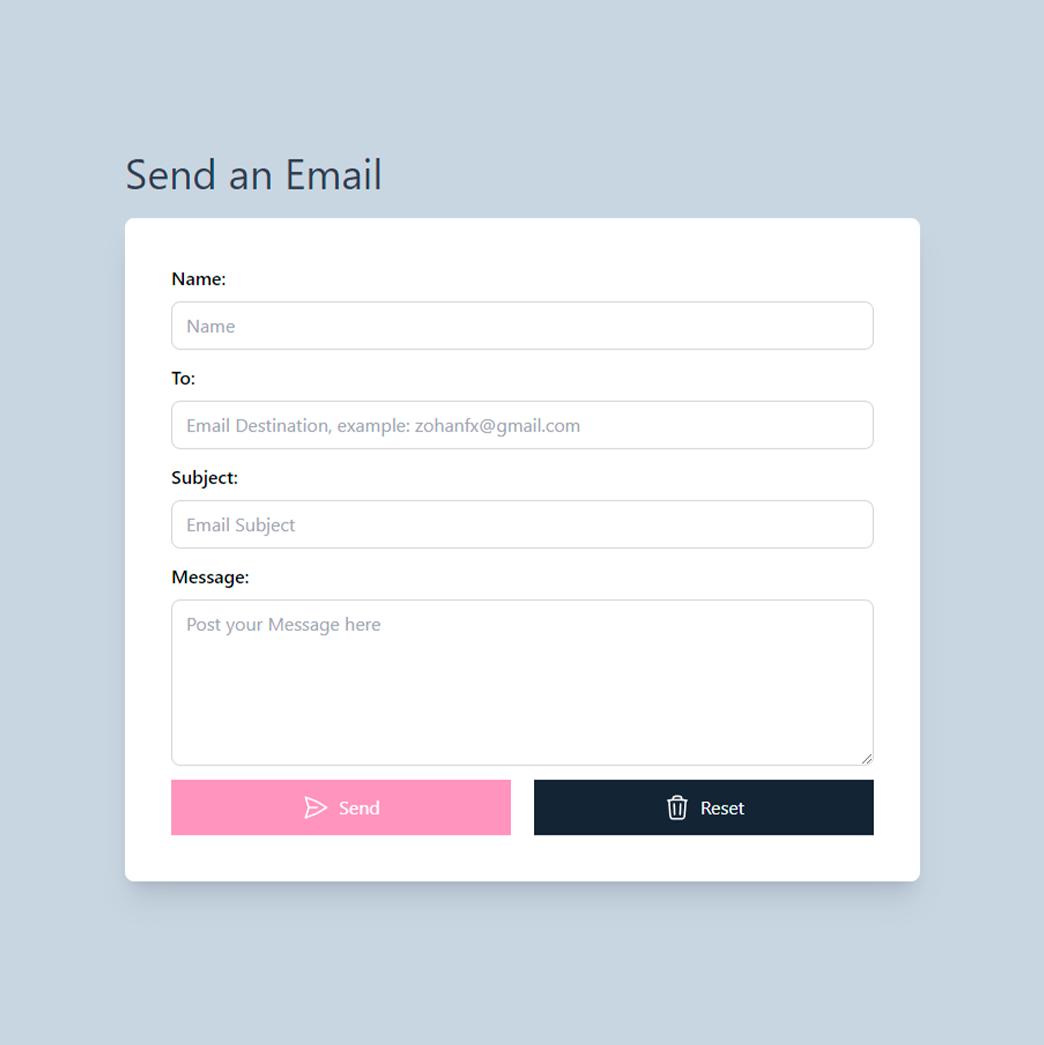 Send an Email
Name:
Name
To:
Email Destination, example: zohanfx@gmail.com
Subject:
Email Subject
Message:
Post your Message here
Send
Reset